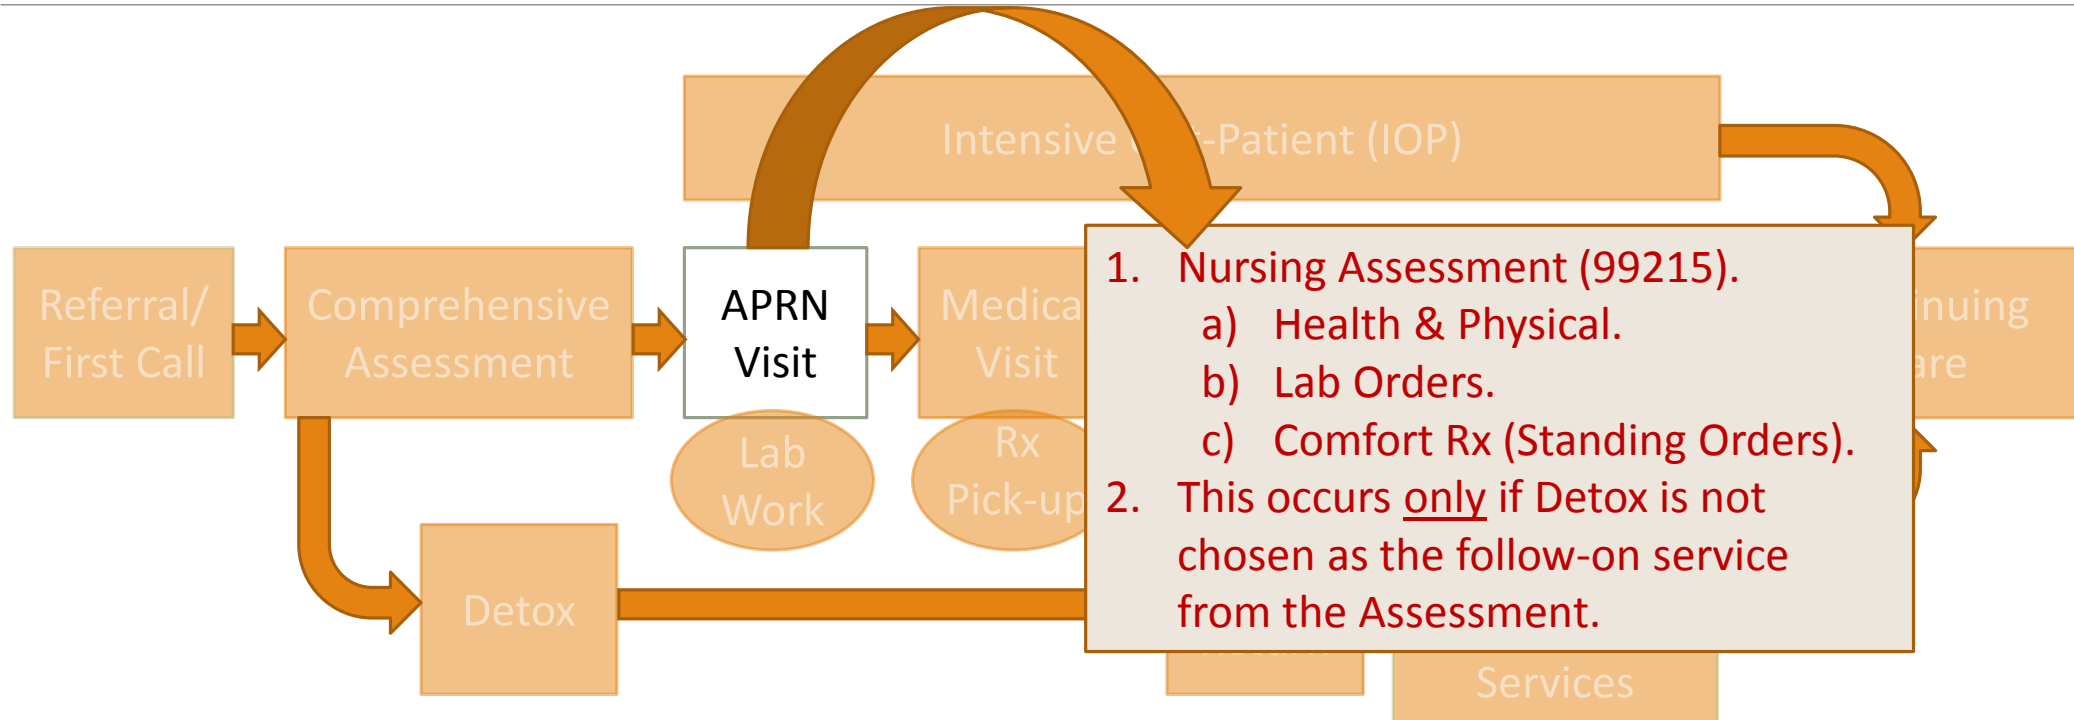 Intensive -Patient (IOP)
Referral/
First Call
Comprehensive
Assessment
APRN
Visit
Medica
Visit
Lab
Work
Rx
Pick-up
Detox
1. Nursing Assessment (99215).
a) Health & Physical.
b) Lab Orders.
c) Comfort Rx (Standing Orders).
2. This occurs only if Detox is not
chosen as the follow-on service
from the Assessment.
inuing
are
Services